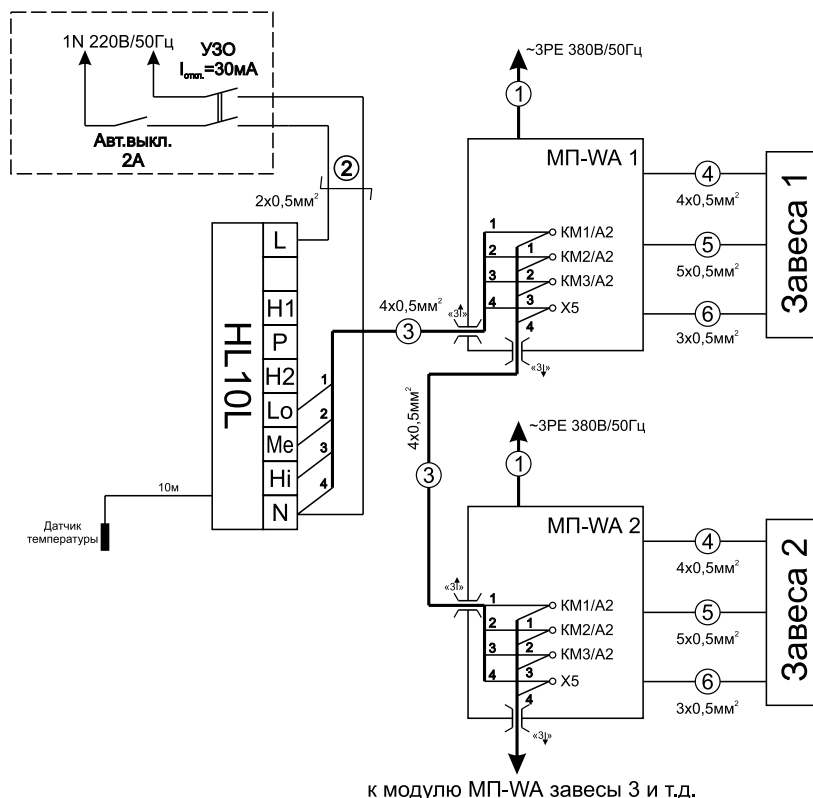 1N 220В/50Гц
УЗО
Iоткл.=30мА
Авт.выкл.
2А
2
2х0,5мм²
HL10L
L
H1
P
H2
Lo
Me
Hi
N
1
2
3
4
10м
Датчик
температуры
4х0,5мм²
3
4х0,5мм²
3
~3РЕ 380В/50Гц
1
МП-WA 1
1
2
3
4
КМ1/А2
КМ2/А2
КМ3/А2
Х5
1
2
3
4
«3I»
«3I»
4
4х0,5мм²
5
5х0,5мм²
6
3х0,5мм²
Завеса 1
~3РЕ 380В/50Гц
1
МП-WA 2
1
2
3
4
КМ1/А2
КМ2/А2
КМ3/А2
Х5
1
2
3
4
«3I»
«3I»
4
4х0,5мм²
5
5х0,5мм²
6
3х0,5мм²
Завеса 2
к модулю МП-WA завесы 3 и т.д.